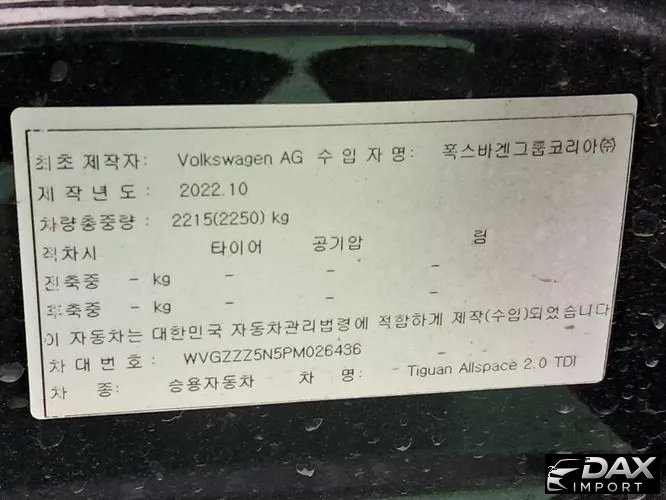 최초 제작자: Volkswagen AG 수 입 자 명: 폭스바겐그룹코리아㈜
제 작 년 도 : 2022.10
차량총중량 : 2215(2250) kg
적차시 타이어 공기압 림
전축중 - kg - - -
후축중 - kg - - -
이 자동차는 대한민국 자동차관리법령에 적합하게 제작(수입)되었습니다
차 대 번 호 : WVGZZZ5N5PM026436
차 종: 승용자동차 차 명: Tiguan Allspace 2.0 TDI
DAX
IMPORT